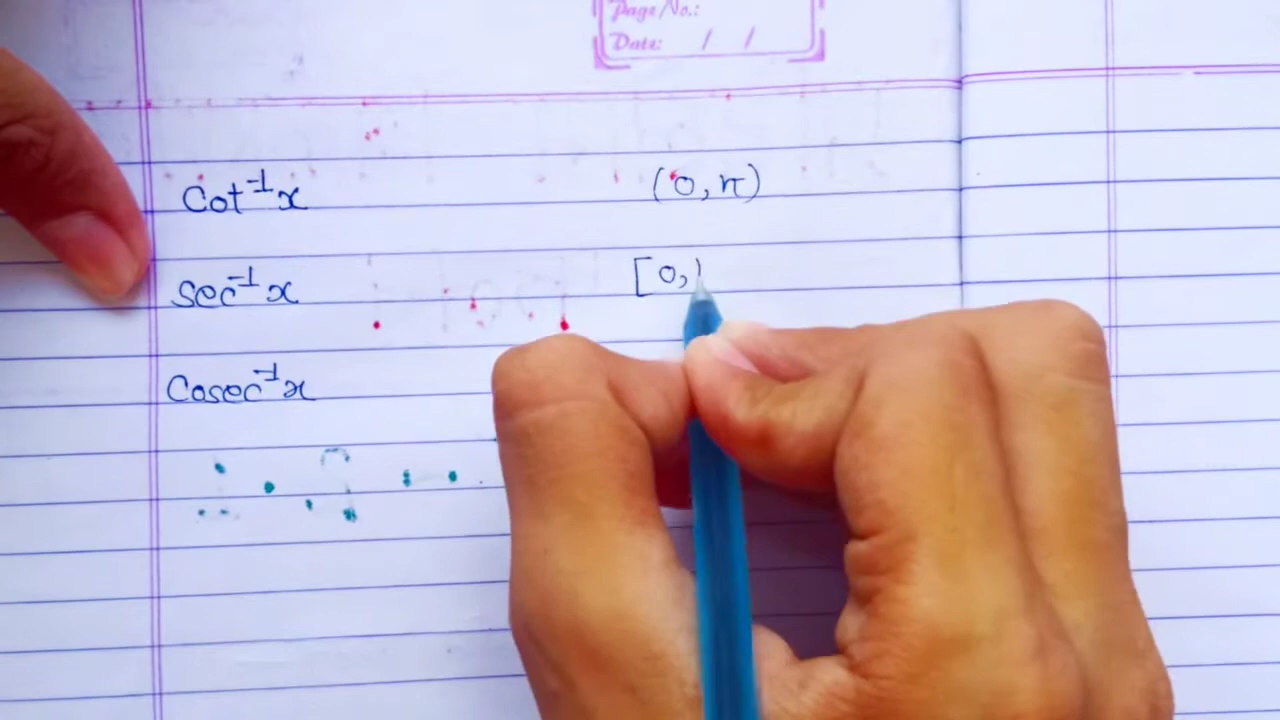 Page No.:
Date: / /
Cot⁻¹x (0, π)
sec⁻¹x [0,
Cosec⁻¹x